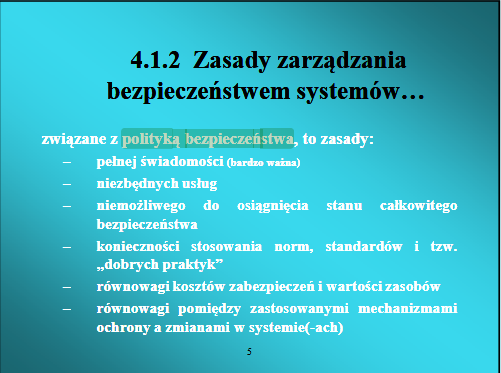 4.1.2 Zasady zarządzania
bezpieczeństwem systemów…
związane z polityką bezpieczeństwa, to zasady:
– pełnej świadomości (bardzo ważna)
– niezbędnych usług
– niemożliwego do osiągnięcia stanu całkowitego
bezpieczeństwa
– konieczności stosowania norm, standardów i tzw.
„dobrych praktyk”
– równowagi kosztów zabezpieczeń i wartości zasobów
– równowagi pomiędzy zastosowanymi mechanizmami
ochrony a zmianami w systemie(-ach)
5